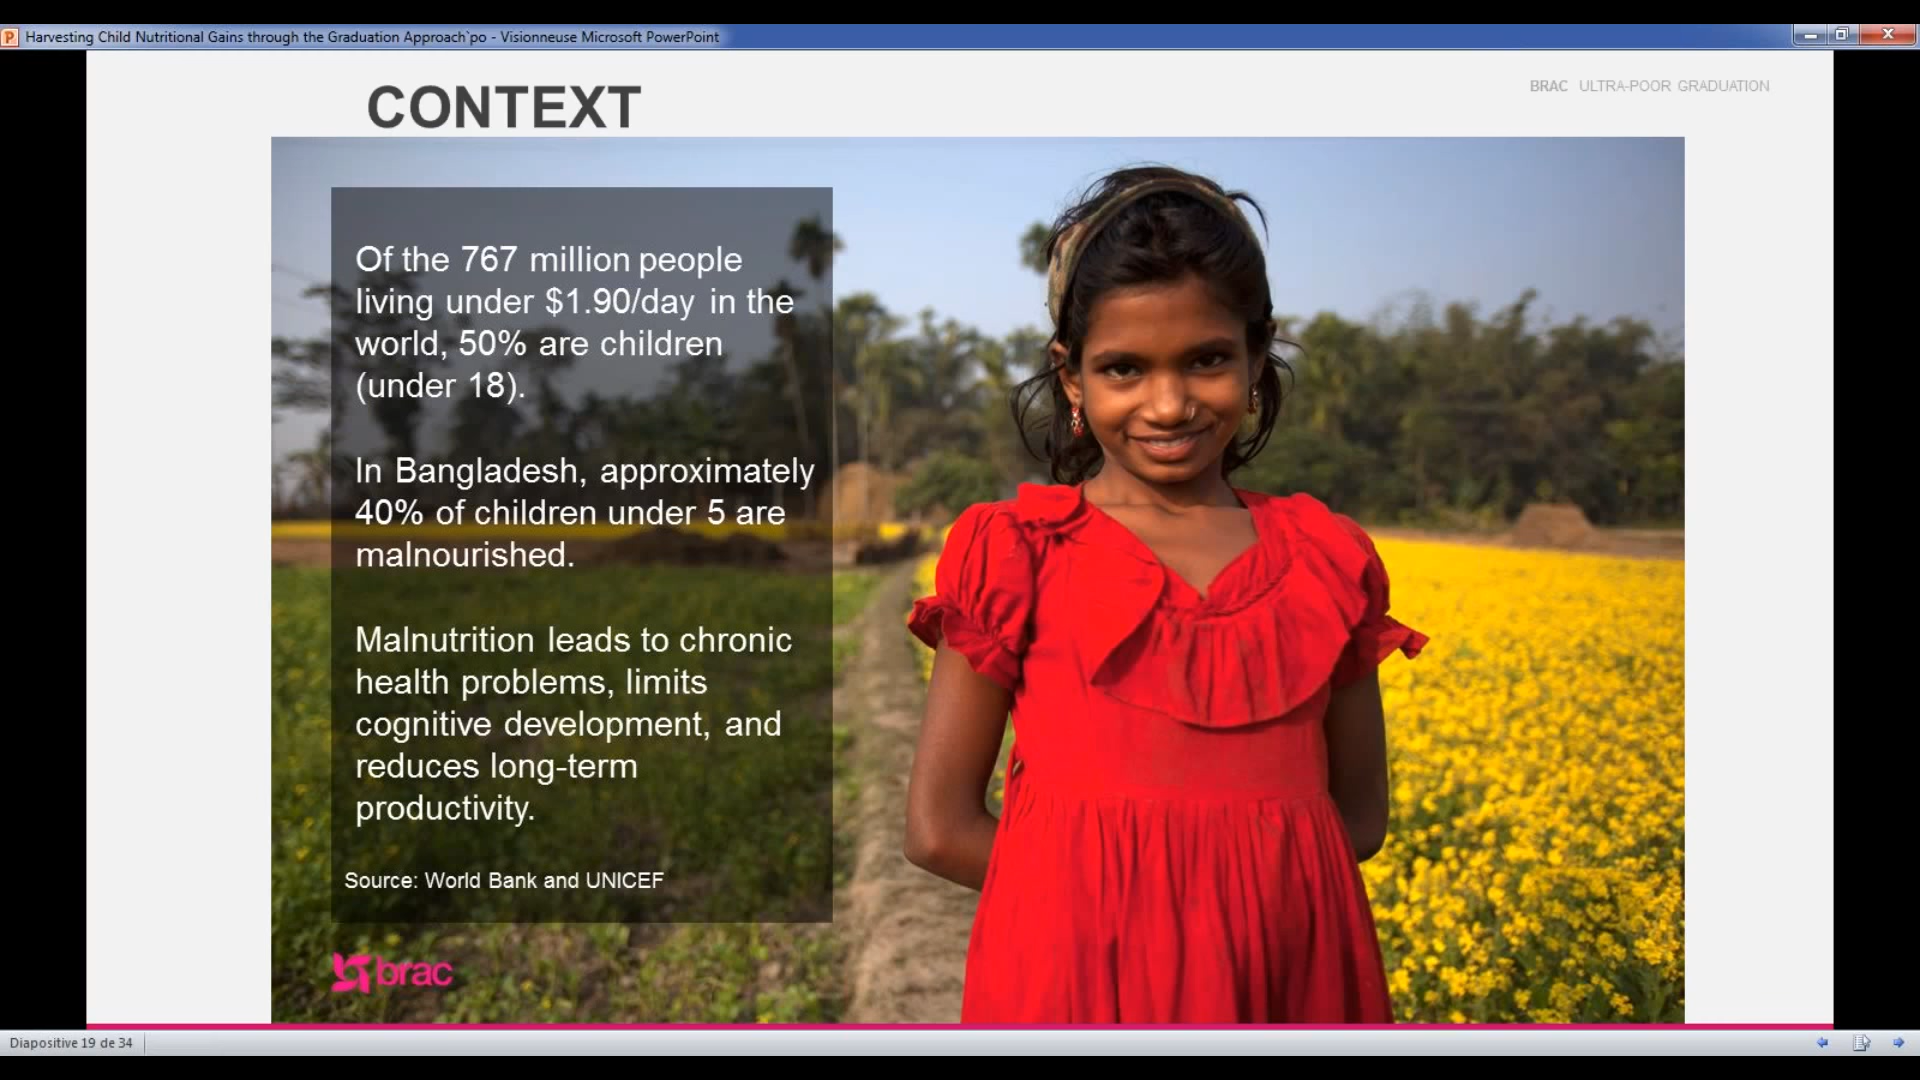 Harvesting Child Nutritional Gains through the Graduation Approach`po - Visionneuse Microsoft PowerPoint
BRAC ULTRA-POOR GRADUATION
CONTEXT
Of the 767 million people
living under $1.90/day in the
world, 50% are children
(under 18).
In Bangladesh, approximately
40% of children under 5 are
malnourished.
Malnutrition leads to chronic
health problems, limits
cognitive development, and
reduces long-term
productivity.
Source: World Bank and UNICEF
brac
Diapositive 19 de 34